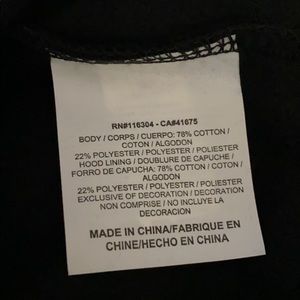 RN#116304 - CA#41675
BODY / CORPS / CUERPO: 78% COTTON /
COTON / ALGODON
22% POLYESTER / POLYESTER / POLIESTER
HOOD LINING / DOUBLURE DE CAPUCHE /
FORRO DE CAPUCHA: 78% COTTON / COTON /
ALGODON
22% POLYESTER / POLYESTER / POLIESTER
EXCLUSIVE OF DECORATION / DECORATION
NON COMPRISE / NO INCLUYE LA
DECORACION
MADE IN CHINA/FABRIQUE EN
CHINE/HECHO EN CHINA